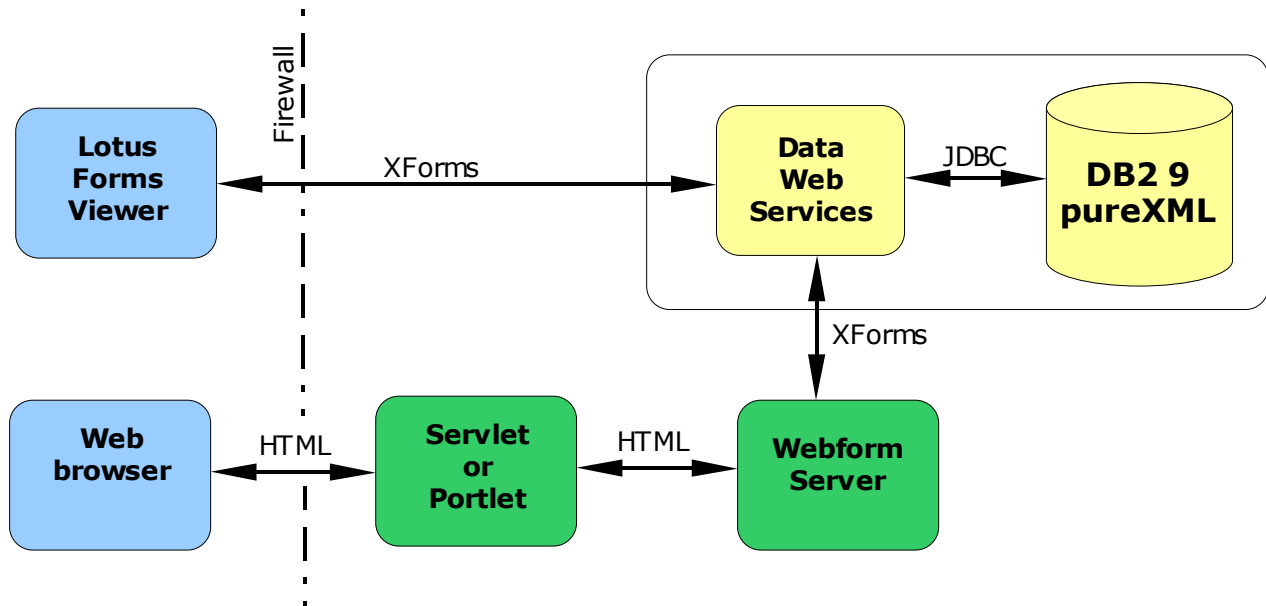 Firewall
Lotus
Forms
Viewer
XForms
Data
Web
Services
JDBC
DB2 9
pureXML
XForms
Web
browser
HTML
Servlet
or
Portlet
HTML
Webform
Server